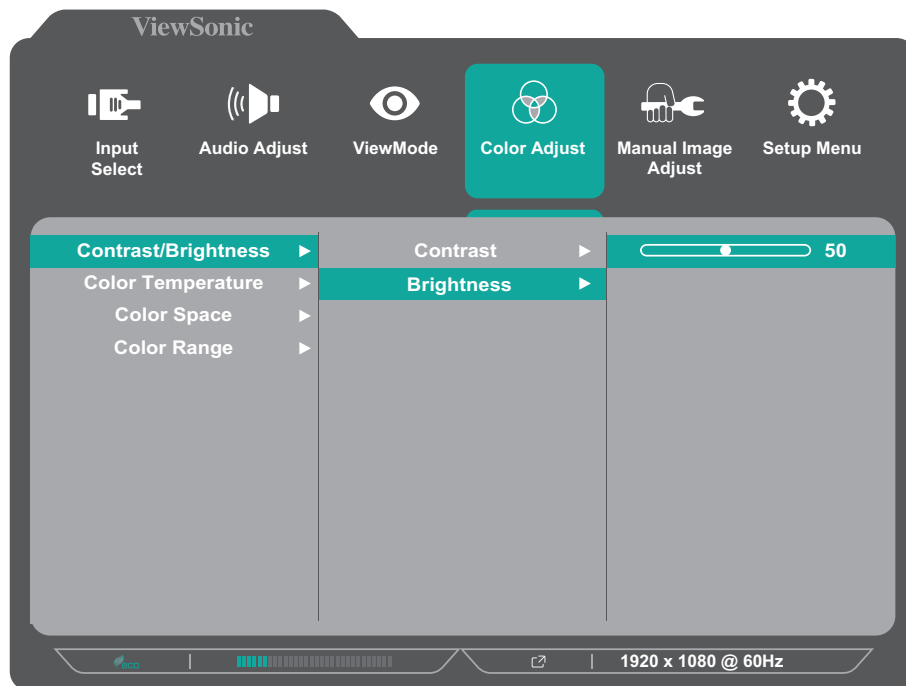 ViewSonic
Input
Select
Audio Adjust
ViewMode
Color Adjust
Manual Image
Adjust
Setup Menu
Contrast/Brightness
Contrast
50
Color Temperature
Brightness
Color Space
Color Range
eco
1920 x 1080 @ 60Hz